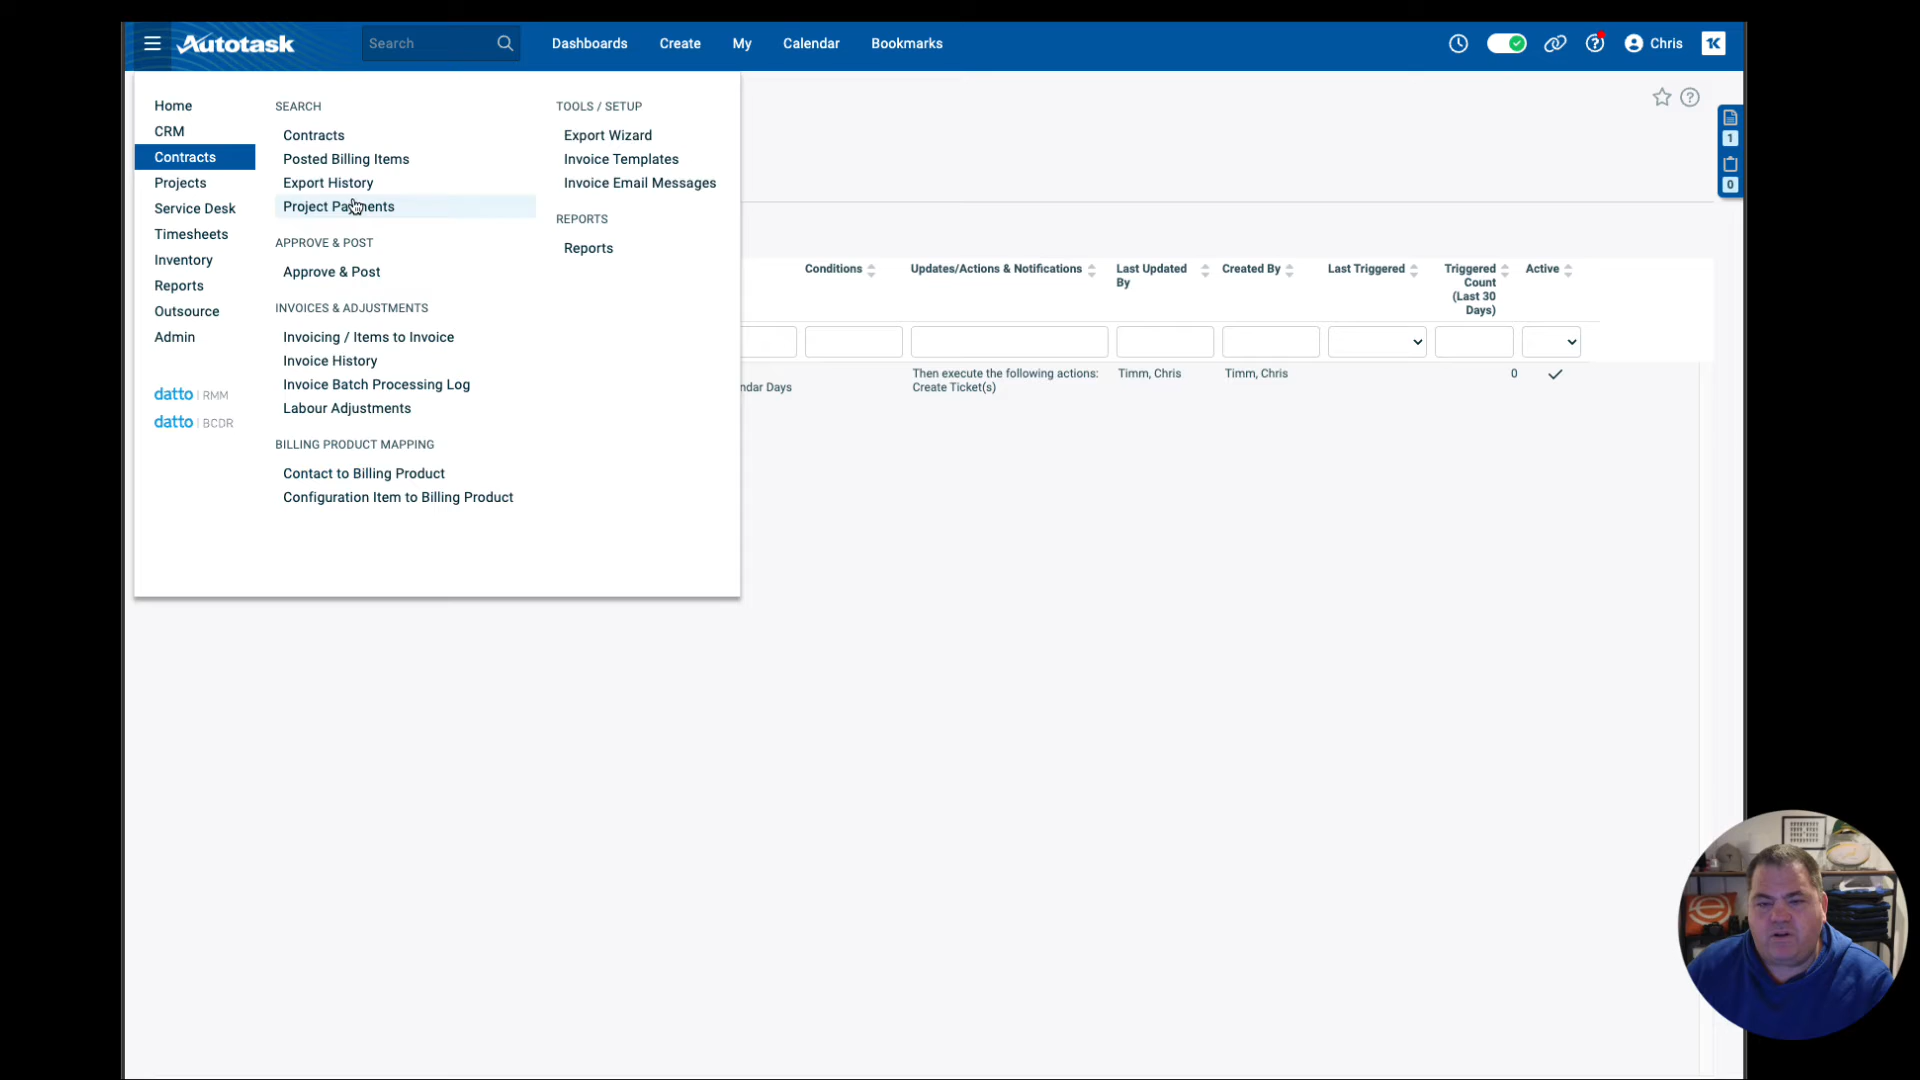 Autotask
Search
Dashboards
Create
My
Calendar
Bookmarks
Chris
Home
CRM
Contracts
Projects
Service Desk
Timesheets
Inventory
Reports
Outsource
Admin
datto | RMM
datto | BCDR
SEARCH
Contracts
Posted Billing Items
Export History
Project Payments
APPROVE & POST
Approve & Post
INVOICES & ADJUSTMENTS
Invoicing / Items to Invoice
Invoice History
Invoice Batch Processing Log
Labour Adjustments
BILLING PRODUCT MAPPING
Contact to Billing Product
Configuration Item to Billing Product
TOOLS / SETUP
Export Wizard
Invoice Templates
Invoice Email Messages
REPORTS
Reports
1
0
Conditions
Updates/Actions & Notifications
Last Updated
By
Created By
Last Triggered
Triggered
Count
(Last 30
Days)
Active
ndar Days
Then execute the following actions:
Create Ticket(s)
Timm, Chris
Timm, Chris
0